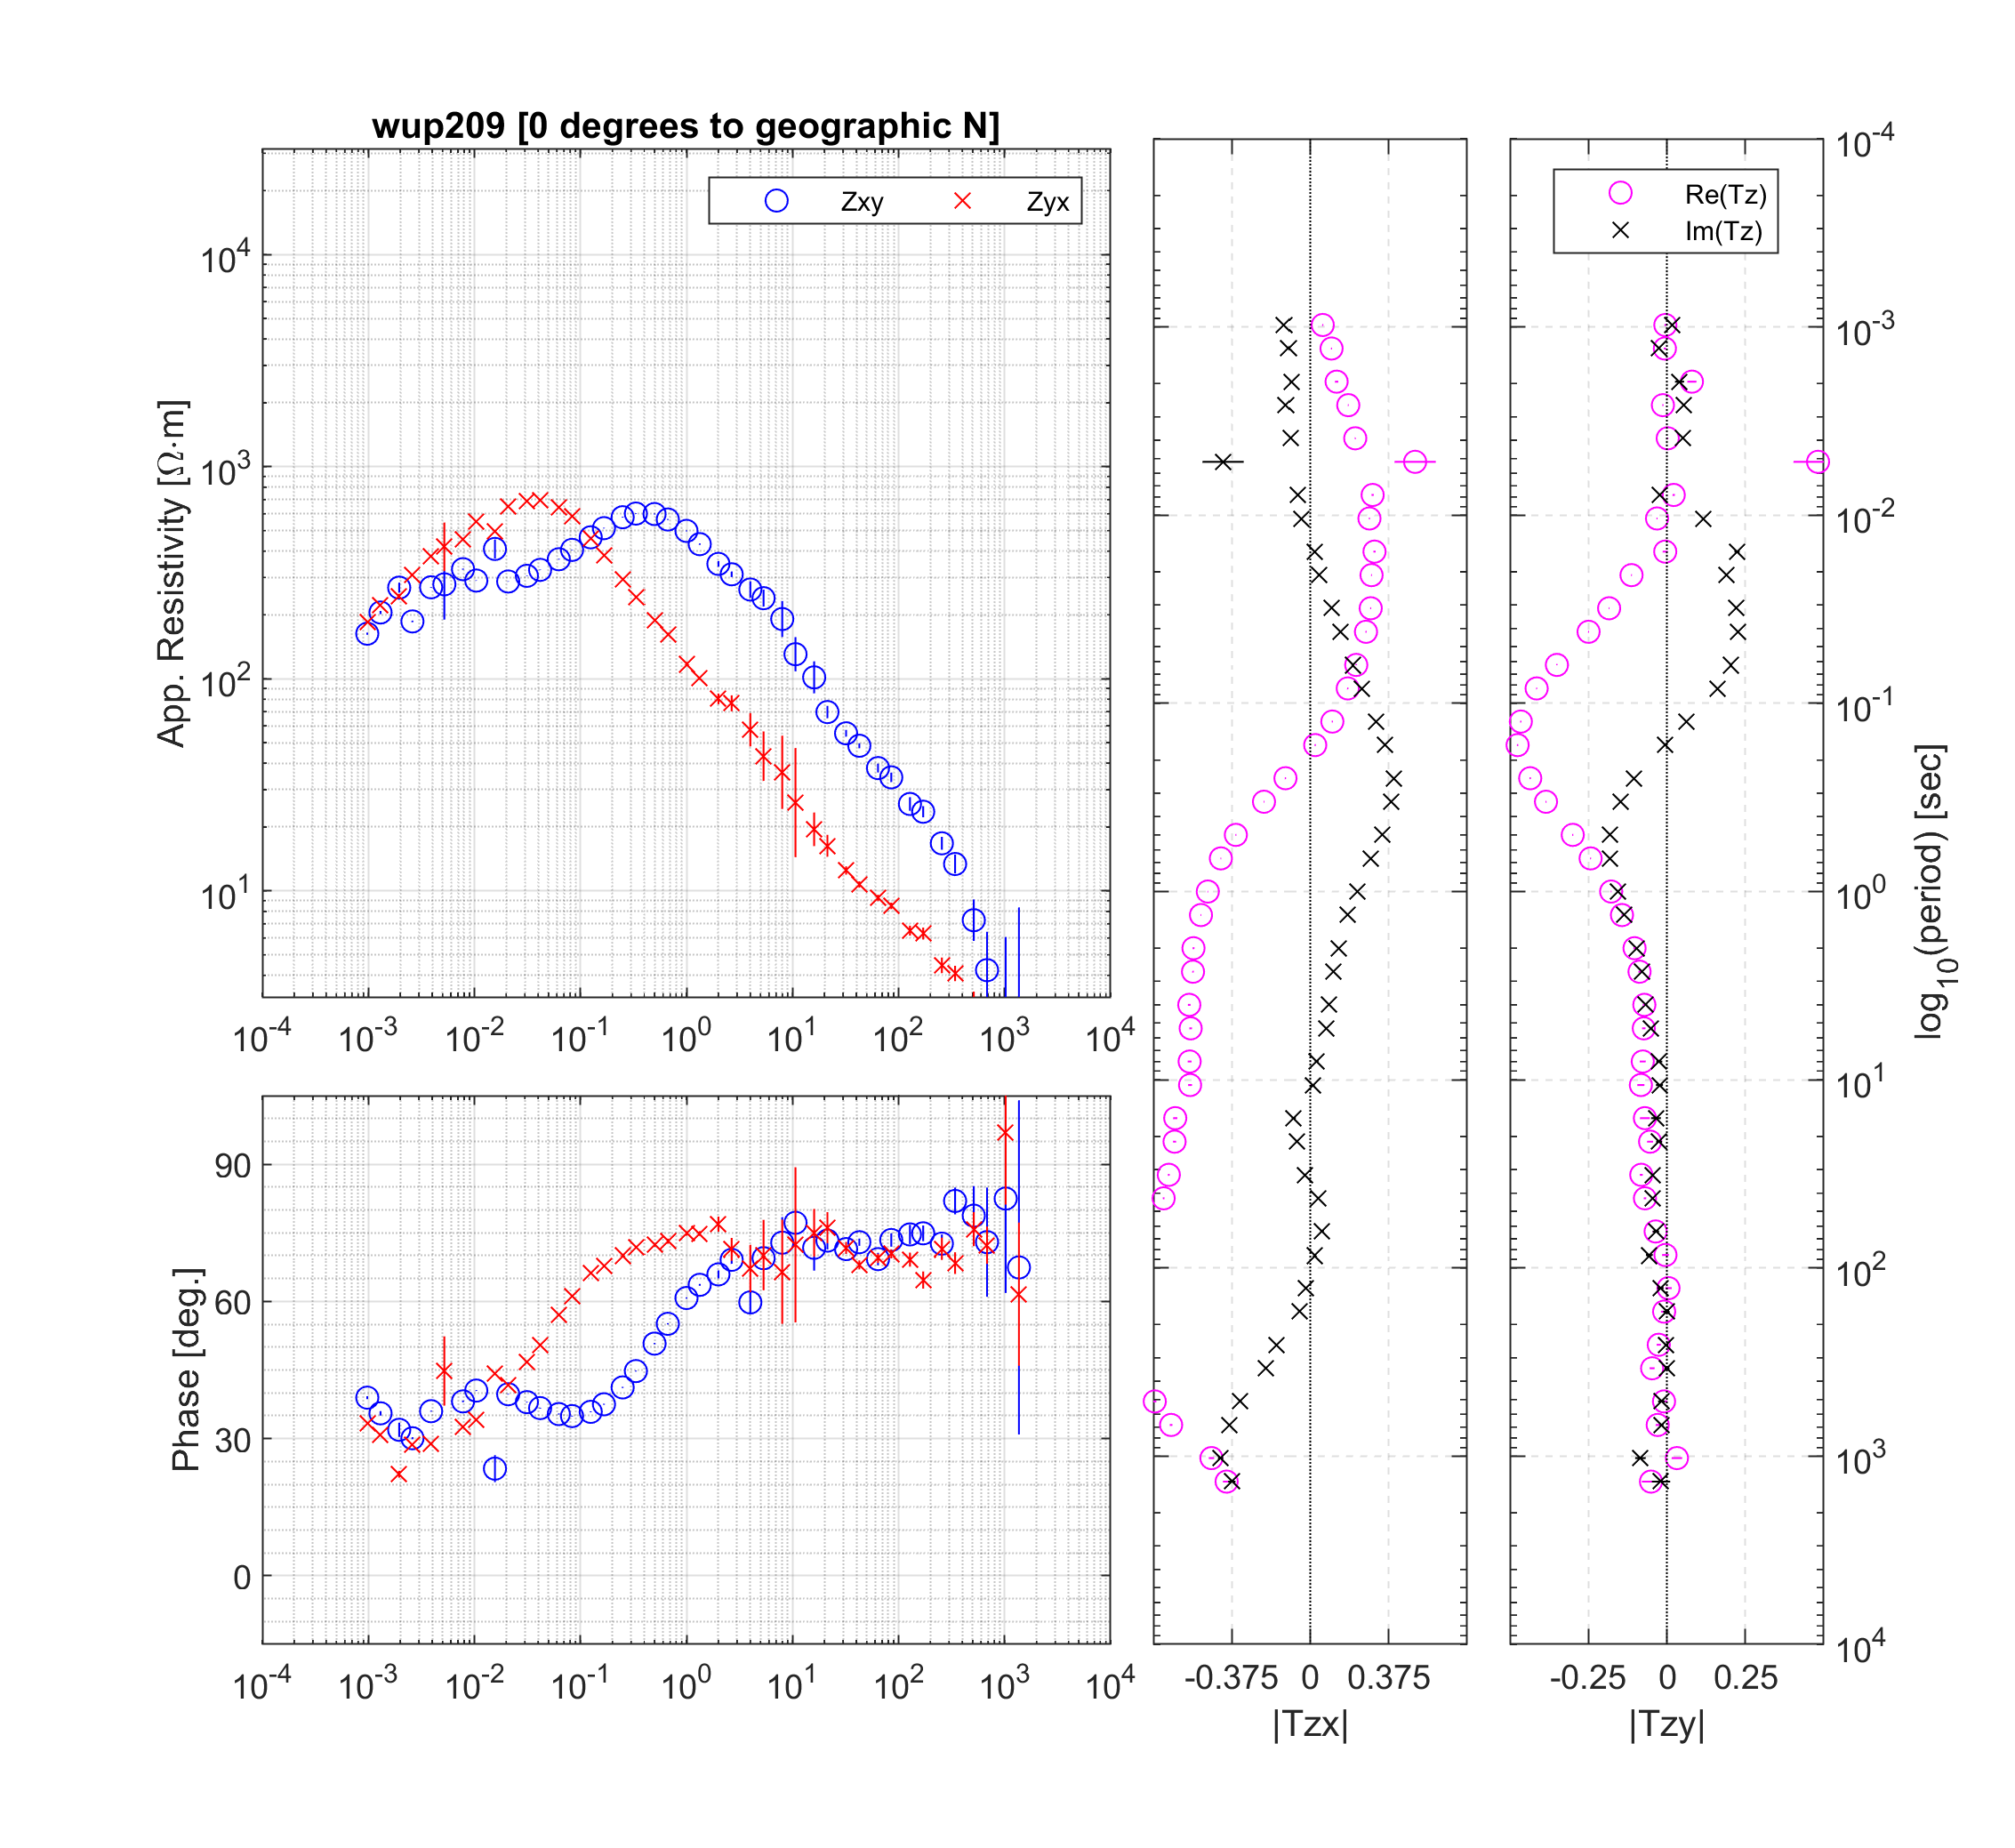 wup209 [0 degrees to geographic N]
Zxy Zyx
App. Resistivity [Ω·m]
10^4
10^3
10^2
10^1
10^-4 10^-3 10^-2 10^-1 10^0 10^1 10^2 10^3 10^4
Phase [deg.]
90
60
30
0
10^-4 10^-3 10^-2 10^-1 10^0 10^1 10^2 10^3 10^4
-0.375 0 0.375
|Tzx|
Re(Tz)
Im(Tz)
-0.25 0 0.25
|Tzy|
10^-4
10^-3
10^-2
10^-1
10^0
10^1
10^2
10^3
10^4
log_10(period) [sec]